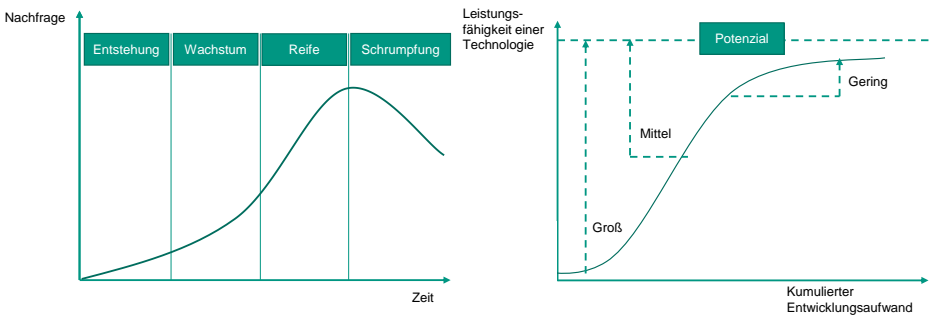 Nachfrage
Entstehung
Wachstum
Reife
Schrumpfung
Zeit
Leistungs-
fähigkeit einer
Technologie
Potenzial
Gering
Mittel
Groß
Kumulierter
Entwicklungsaufwand